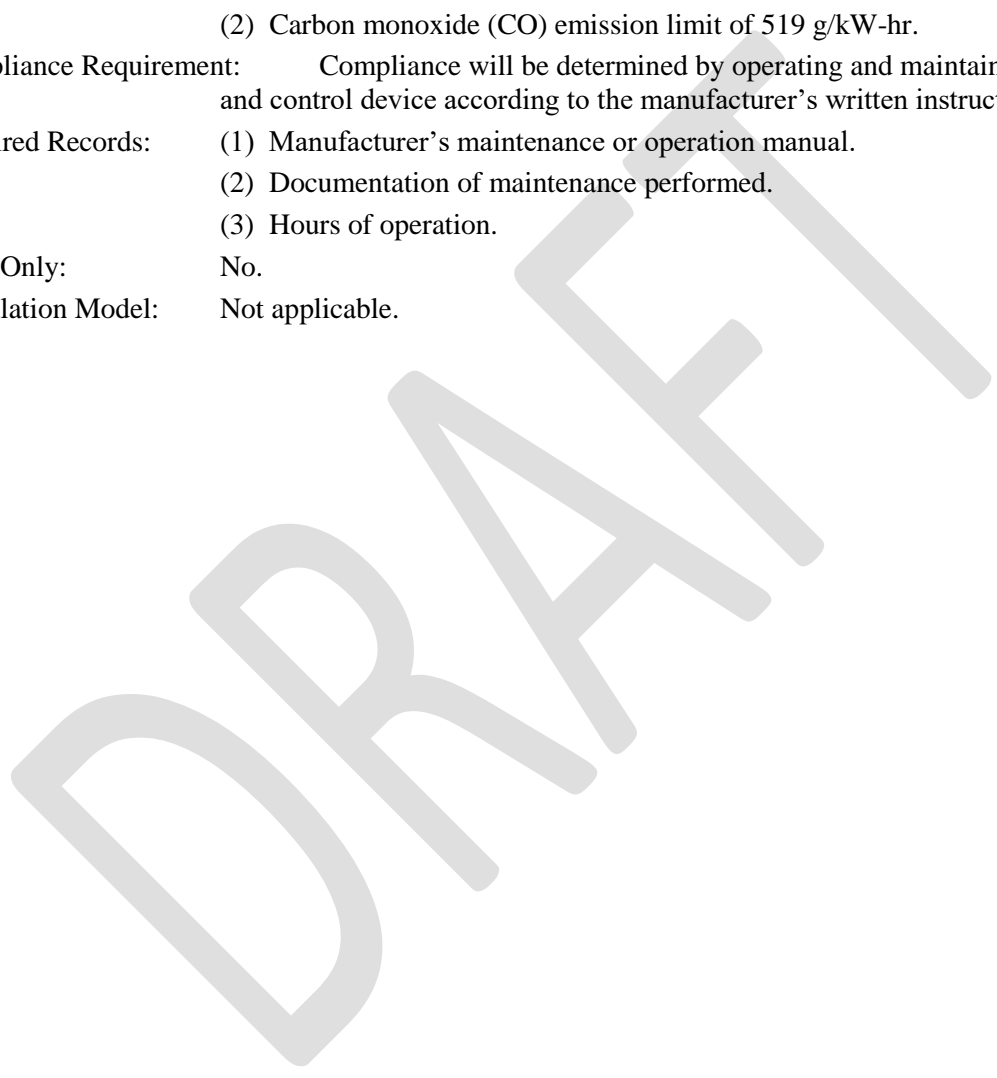 (2) Carbon monoxide (CO) emission limit of 519 g/kW-hr.
pliance Requirement: Compliance will be determined by operating and maintain
and control device according to the manufacturer’s written instruct
ired Records: (1) Manufacturer’s maintenance or operation manual.
(2) Documentation of maintenance performed.
(3) Hours of operation.
Only: No.
lation Model: Not applicable.
DRAFT